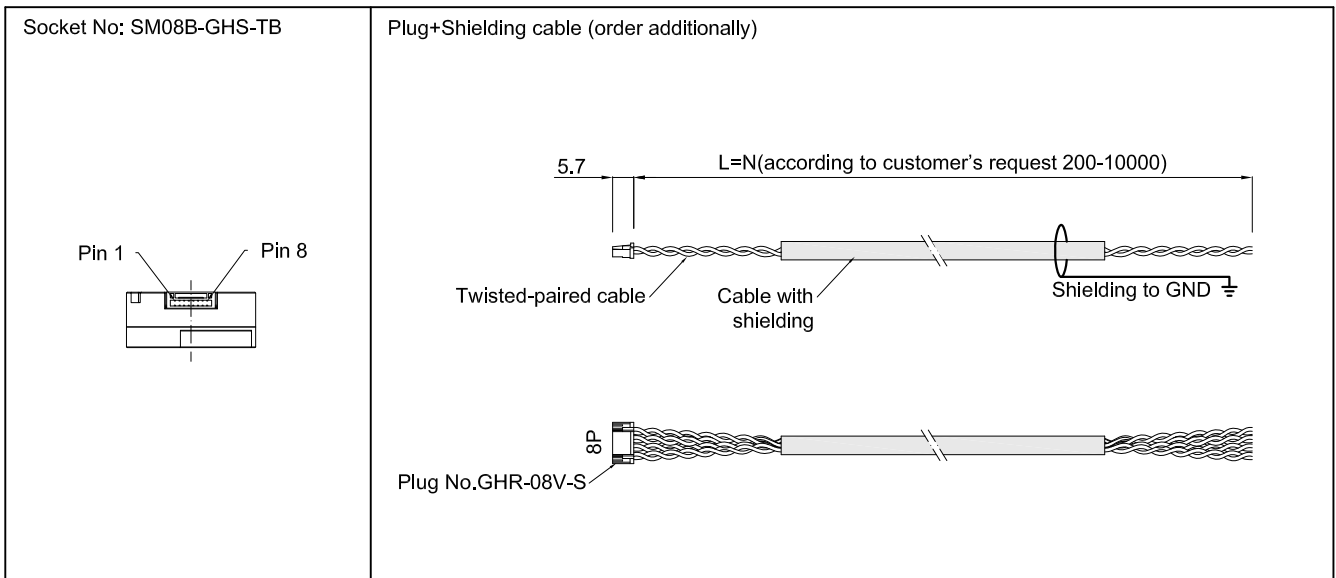 Socket No: SM08B-GHS-TB
Pin 1
Pin 8
Plug+Shielding cable (order additionally)
5.7
L=N(according to customer's request 200-10000)
Twisted-paired cable
Cable with
shielding
Shielding to GND
8P
Plug No.GHR-08V-S